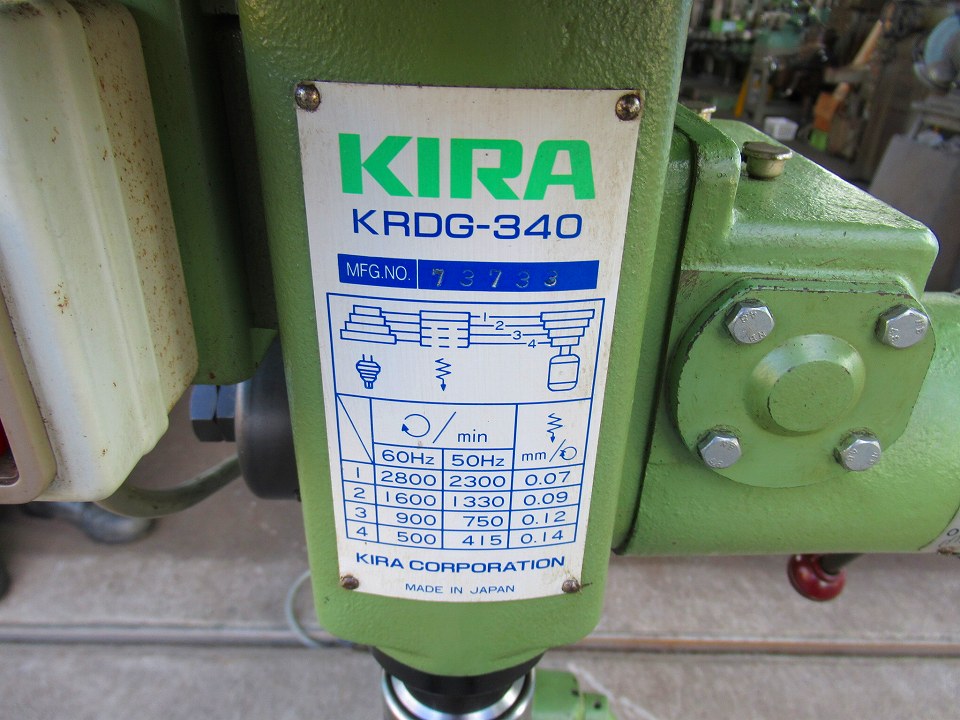 KIRA
KRDG-340
MFG.NO. 73733
1
2
3
4
/min
60Hz 50Hz mm/
1 2800 2300 0.07
2 1600 1330 0.09
3 900 750 0.12
4 500 415 0.14
KIRA CORPORATION
MADE IN JAPAN